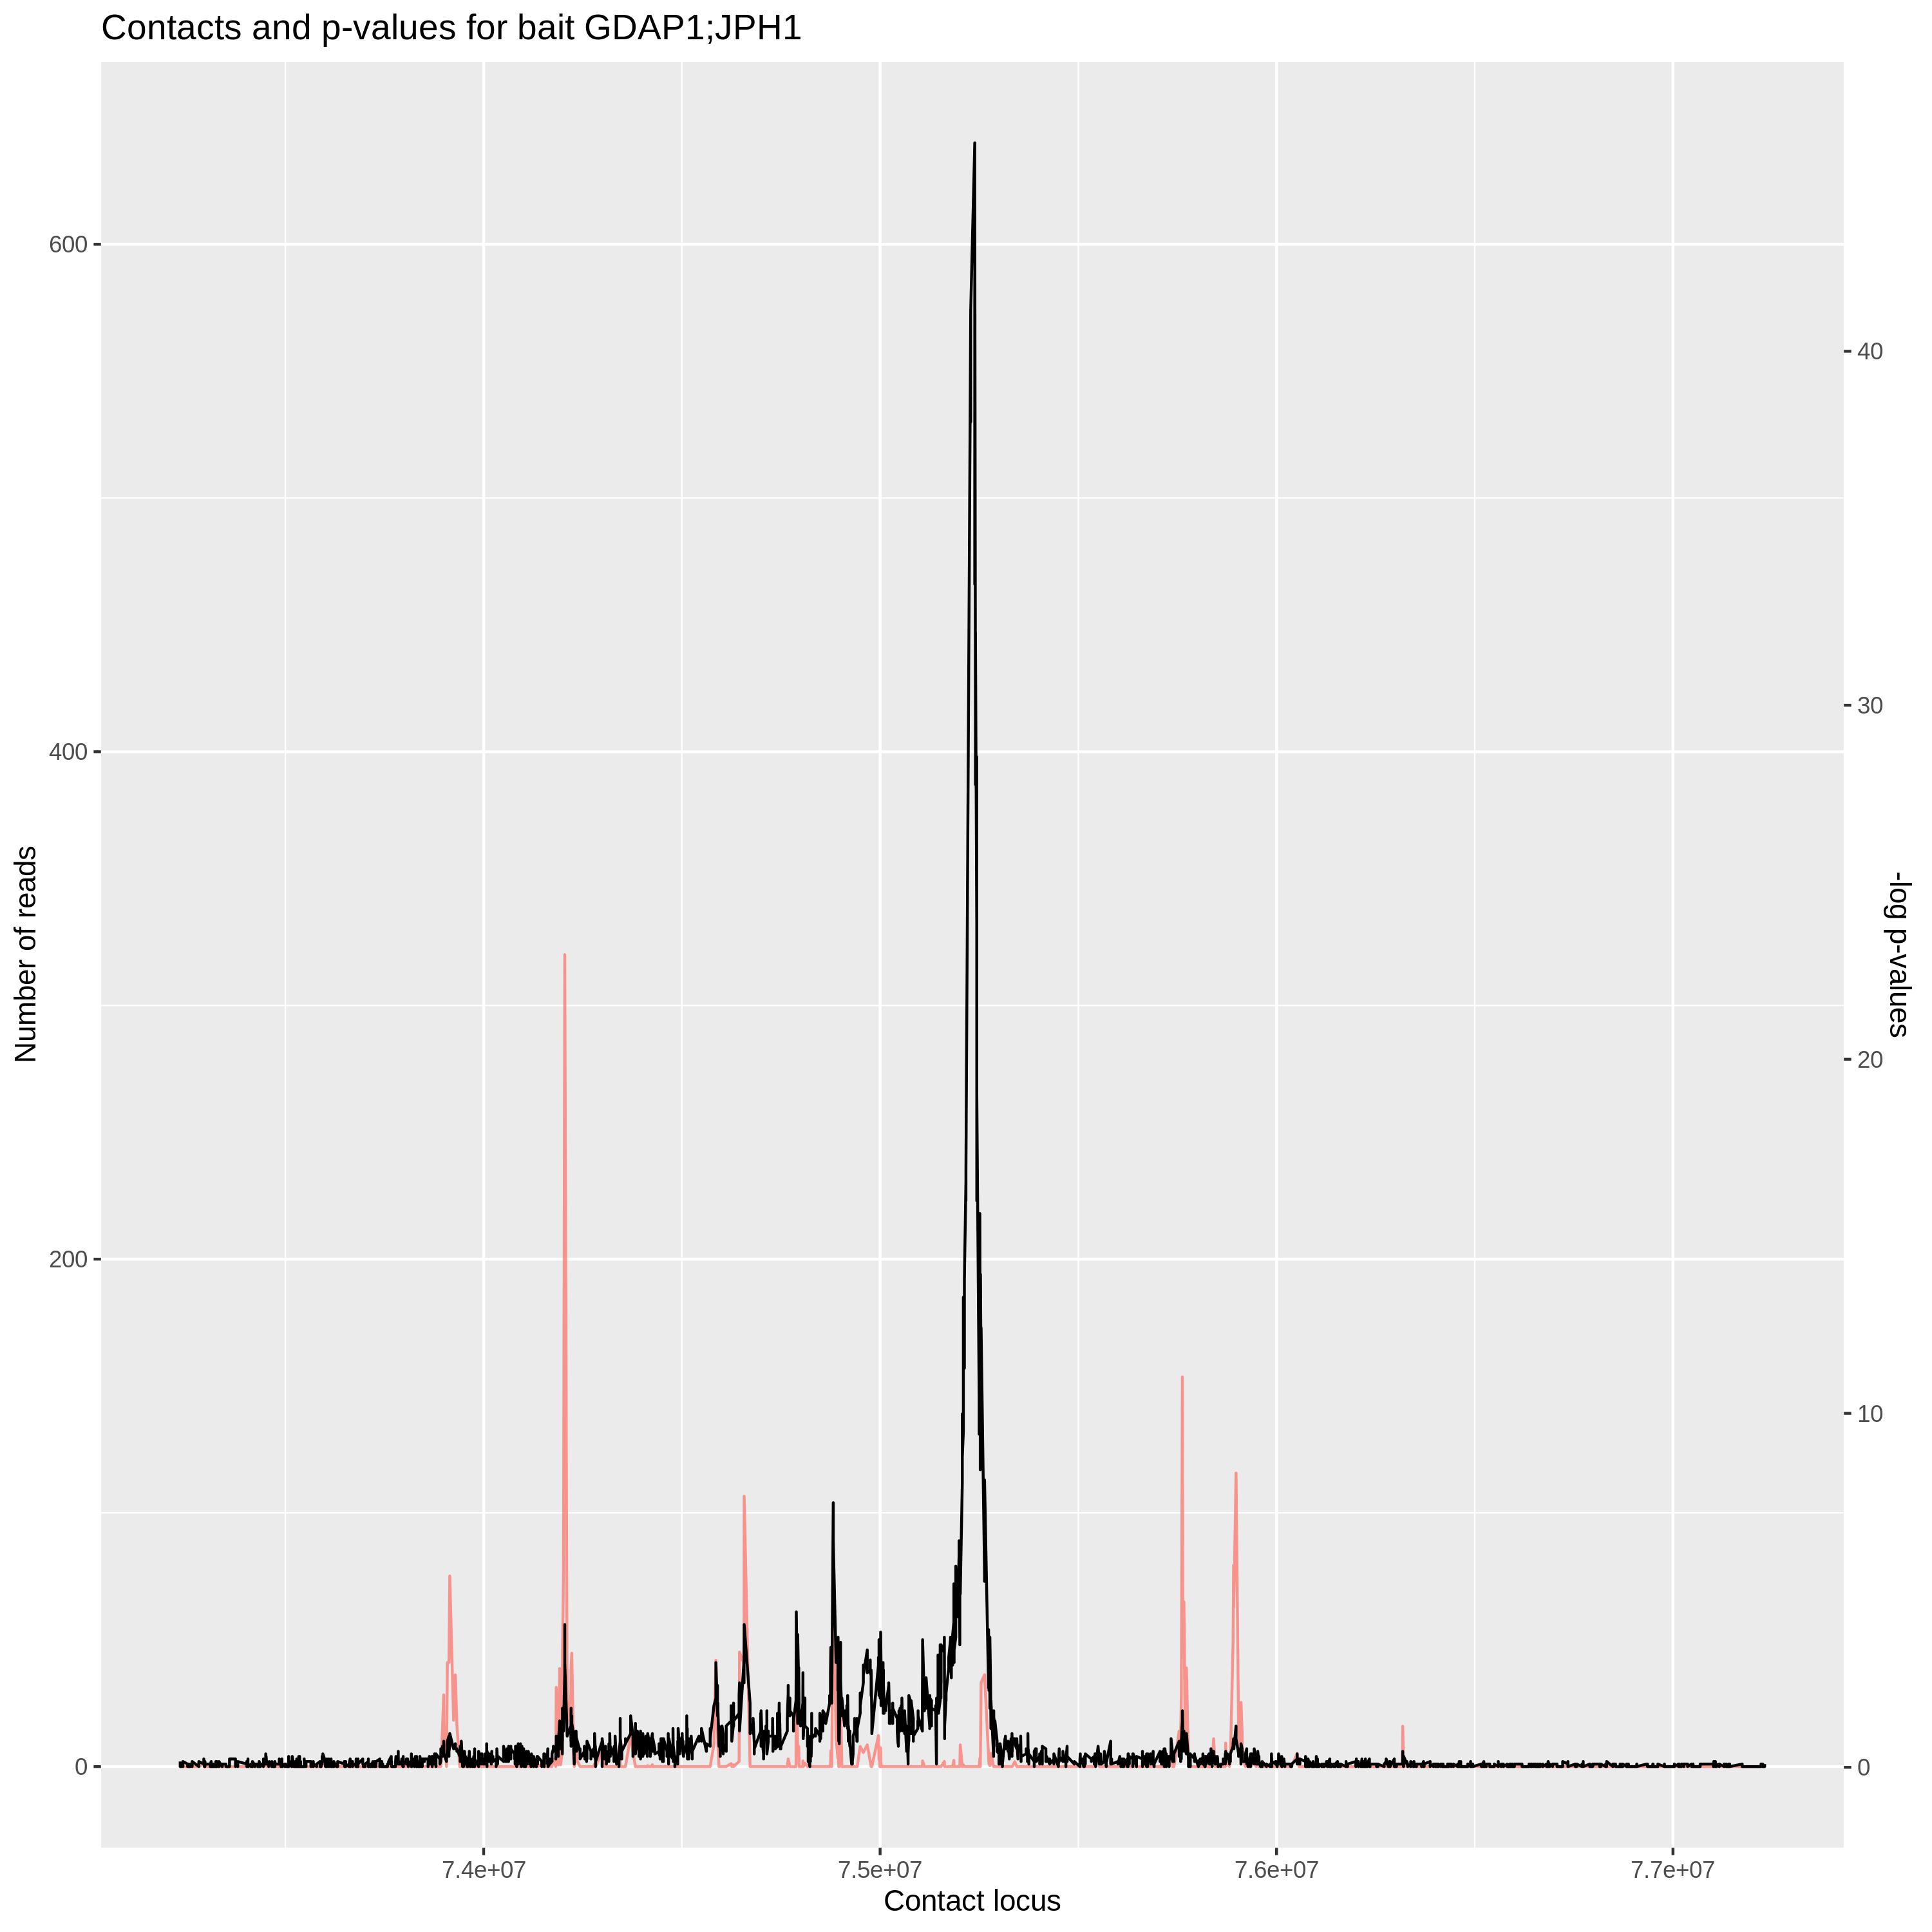 Contacts and p-values for bait GDAP1;JPH1
600
400
200
0
Number of reads
40
30
20
10
0
-log p-values
7.4e+07
7.5e+07
7.6e+07
7.7e+07
Contact locus